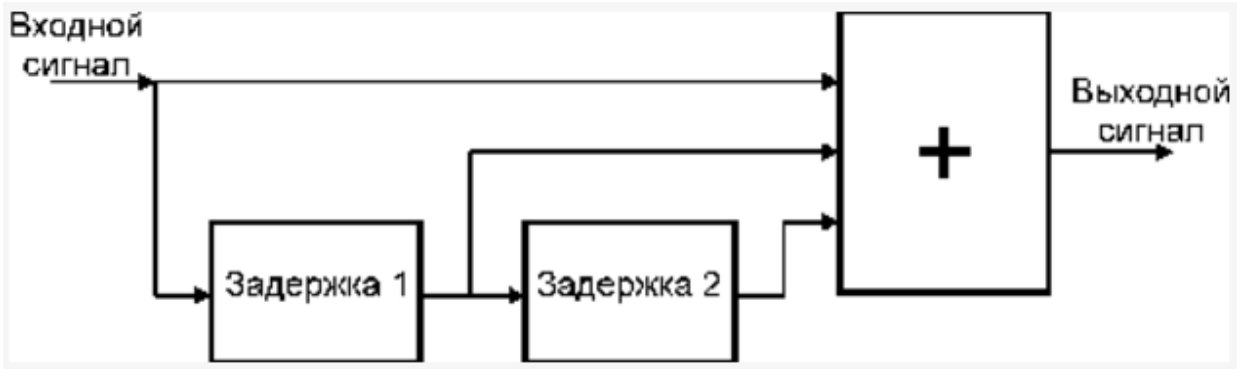 Входной
сигнал
Выходной
сигнал
+
Задержка 1
Задержка 2